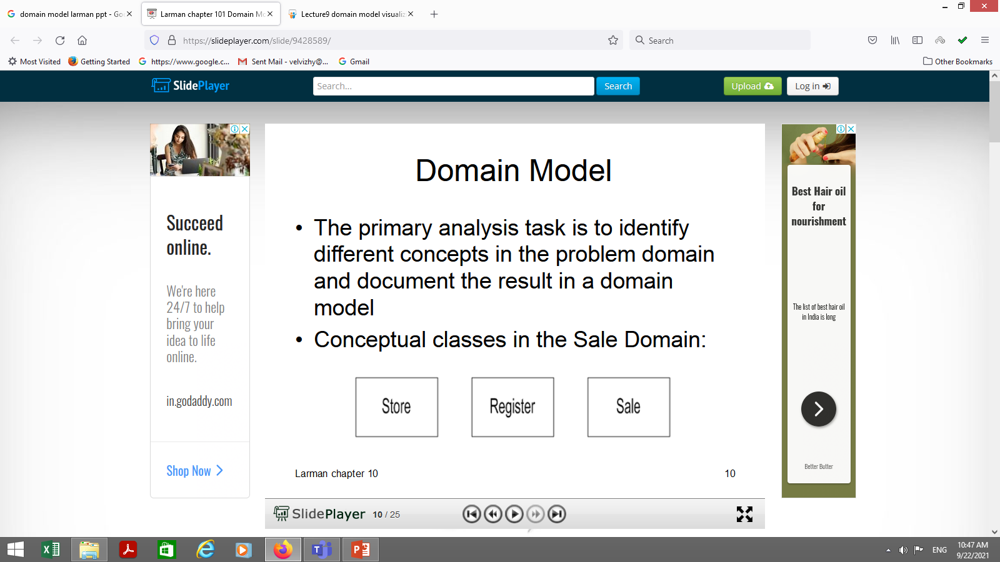 domain model larman ppt - Go
Larman chapter 101 Domain Mo
Lecture9 domain model visualiz
https://slideplayer.com/slide/9428589/
Search
Most Visited
Getting Started
https://www.google.c...
Sent Mail - velvizhy@...
Gmail
Other Bookmarks
SlidePlayer
Search...
Search
Upload
Log in
Succeed
online.
We're here
24/7 to help
bring your
idea to life
online.
in.godaddy.com
Shop Now
Domain Model
• The primary analysis task is to identify
different concepts in the problem domain
and document the result in a domain
model
• Conceptual classes in the Sale Domain:
Store
Register
Sale
Larman chapter 10
10
SlidePlayer
10 / 25
Best Hair oil
for
nourishment
The list of best hair oil
in India is long
Better Butter
ENG
10:47 AM
9/22/2021